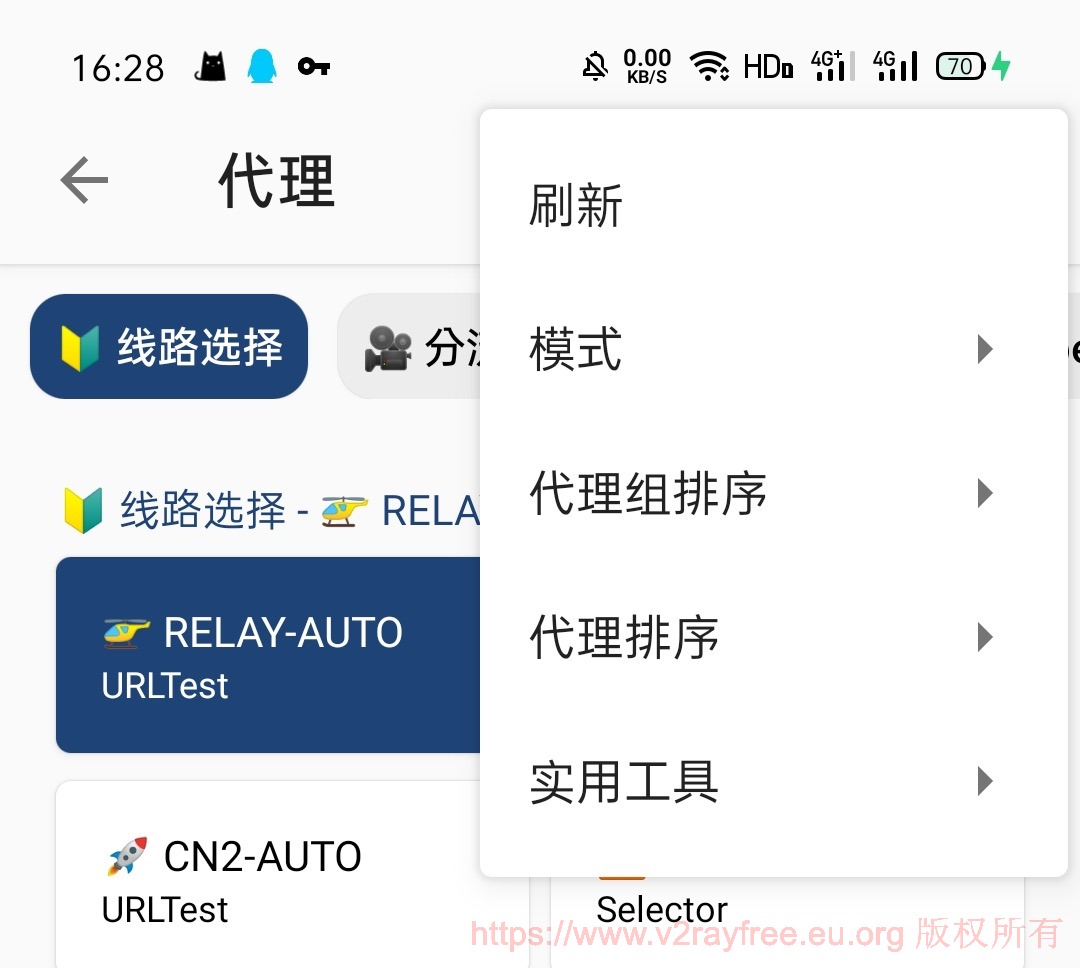 16:28 0.00 KB/S HD 4G+ 4G 70
代理
刷新
线路选择
模式
代理组排序
线路选择 - RELA
代理排序
RELAY-AUTO
URLTest
实用工具
CN2-AUTO
URLTest
Selector
https://www.v2rayfree.eu.org 版权所有